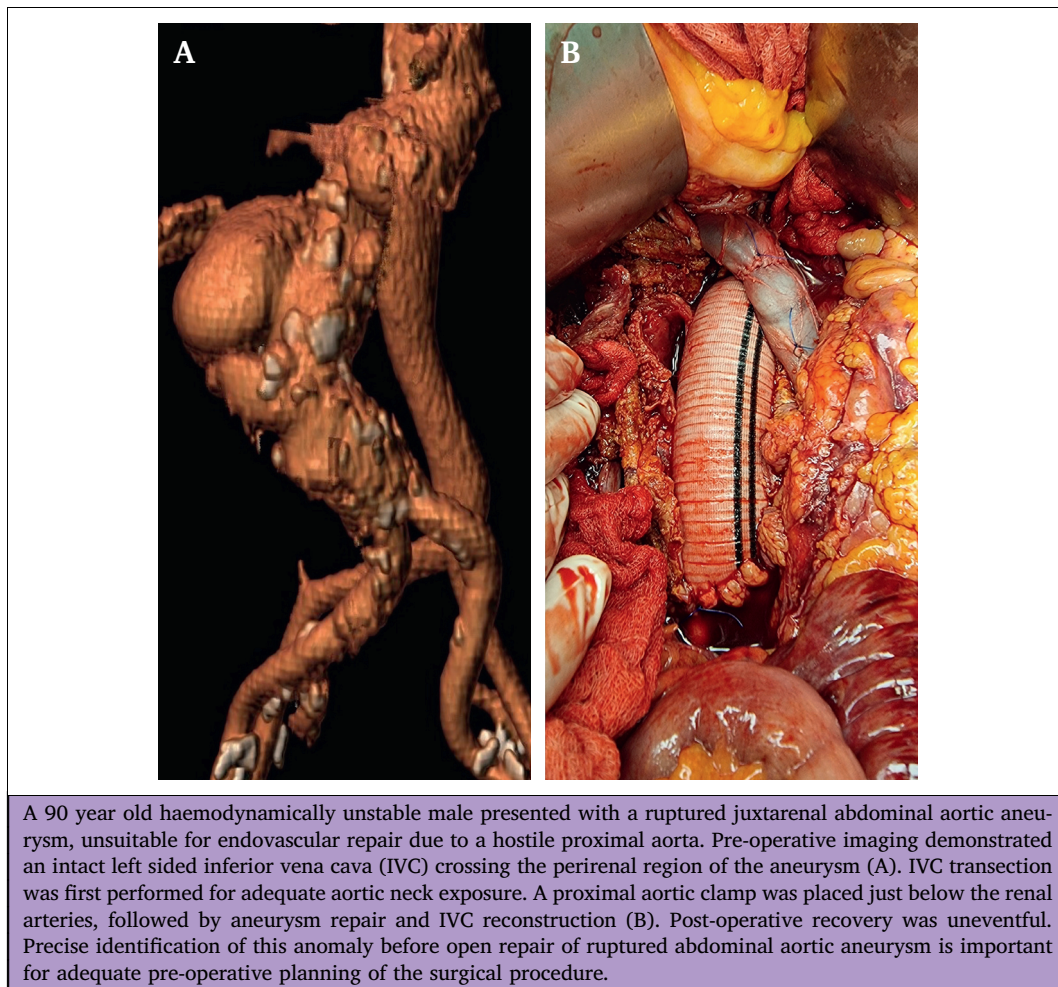 A
B
A 90 year old haemodynamically unstable male presented with a ruptured juxtarenal abdominal aortic aneu-
rysm, unsuitable for endovascular repair due to a hostile proximal aorta. Pre-operative imaging demonstrated
an intact left sided inferior vena cava (IVC) crossing the perirenal region of the aneurysm (A). IVC transection
was first performed for adequate aortic neck exposure. A proximal aortic clamp was placed just below the renal
arteries, followed by aneurysm repair and IVC reconstruction (B). Post-operative recovery was uneventful.
Precise identification of this anomaly before open repair of ruptured abdominal aortic aneurysm is important
for adequate pre-operative planning of the surgical procedure.